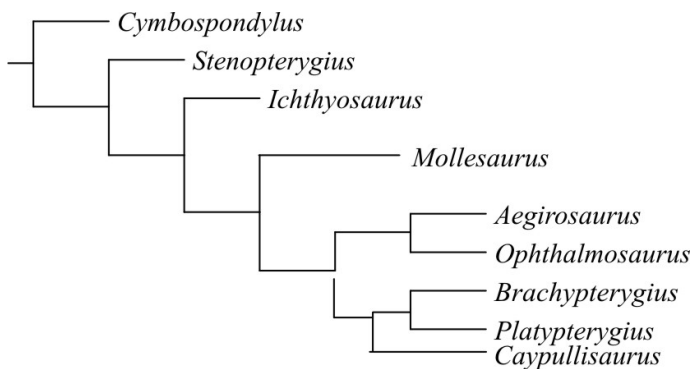 Cymbospondylus
Stenopterygius
Ichthyosaurus
Mollesaurus
Aegirosaurus
Ophthalmosaurus
Brachypterygius
Platypterygius
Caypullisaurus